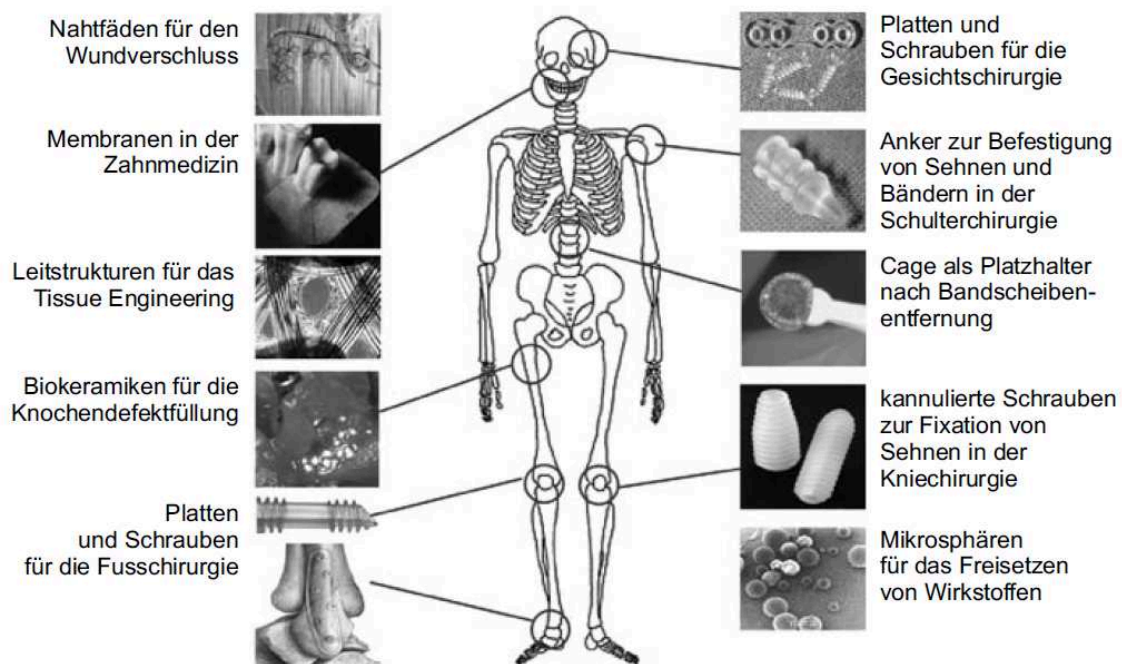 Nahtfäden für den
Wundverschluss
Membranen in der
Zahnmedizin
Leitstrukturen für das
Tissue Engineering
Biokeramiken für die
Knochendefektfüllung
Platten
und Schrauben
für die Fusschirurgie
Platten und
Schrauben für die
Gesichtschirurgie
Anker zur Befestigung
von Sehnen und
Bändern in der
Schulterchirurgie
Cage als Platzhalter
nach Bandscheiben-
entfernung
kannulierte Schrauben
zur Fixation von
Sehnen in der
Kniechirurgie
Mikrosphären
für das Freisetzen
von Wirkstoffen